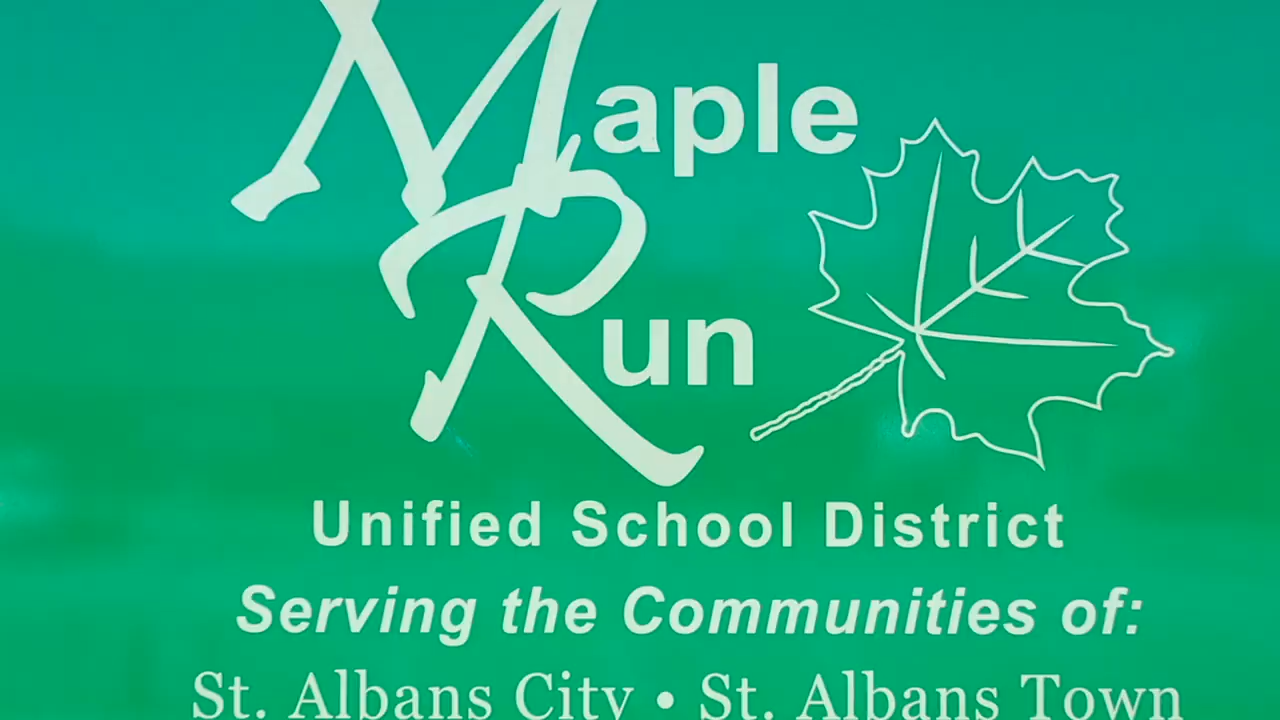 Maple
Run
Unified School District
Serving the Communities of:
St. Albans City • St. Albans Town